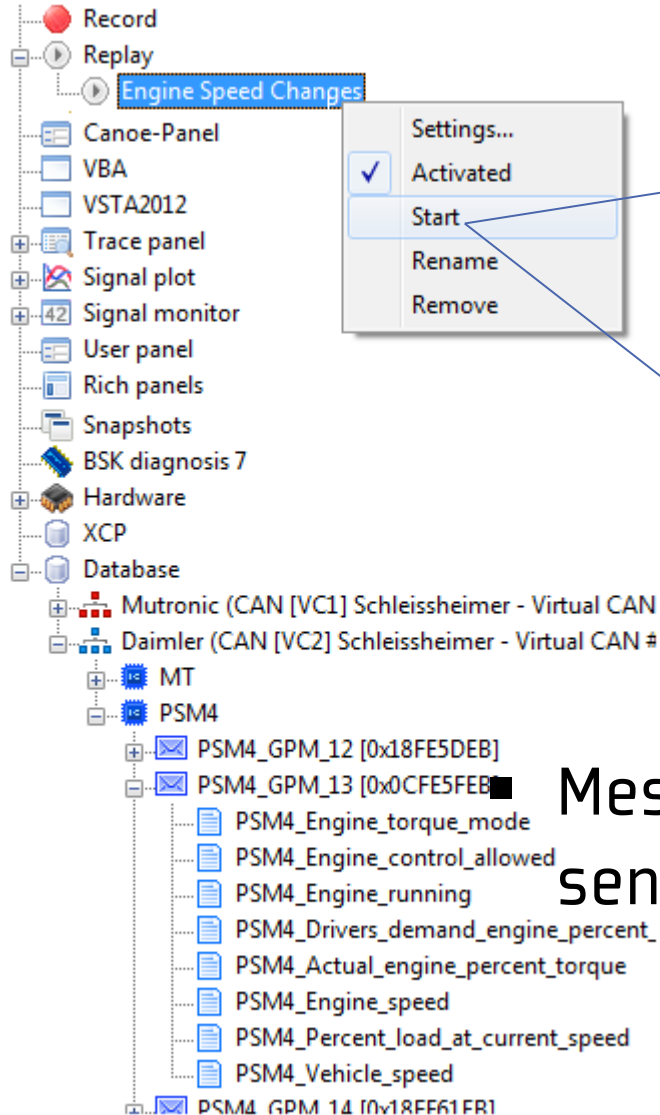 Record
Replay
Engine Speed Changes
Settings...
Activated
Start
Rename
Remove
Canoe-Panel
VBA
VSTA2012
Trace panel
Signal plot
42 Signal monitor
User panel
Rich panels
Snapshots
BSK diagnosis 7
Hardware
XCP
Database
Mutronic (CAN [VC1] Schleissheimer - Virtual CAN
Daimler (CAN [VC2] Schleissheimer - Virtual CAN #
MT
PSM4
PSM4_GPM_12 [0x18FE5DEB]
PSM4_GPM_13 [0x0CFE5FEB
■ Mes
sen
PSM4_Engine_torque_mode
PSM4_Engine_control_allowed
PSM4_Engine_running
PSM4_Drivers_demand_engine_percent_
PSM4_Actual_engine_percent_torque
PSM4_Engine_speed
PSM4_Percent_load_at_current_speed
PSM4_Vehicle_speed
PSM4_GPM_14 [0x18FF61EB]